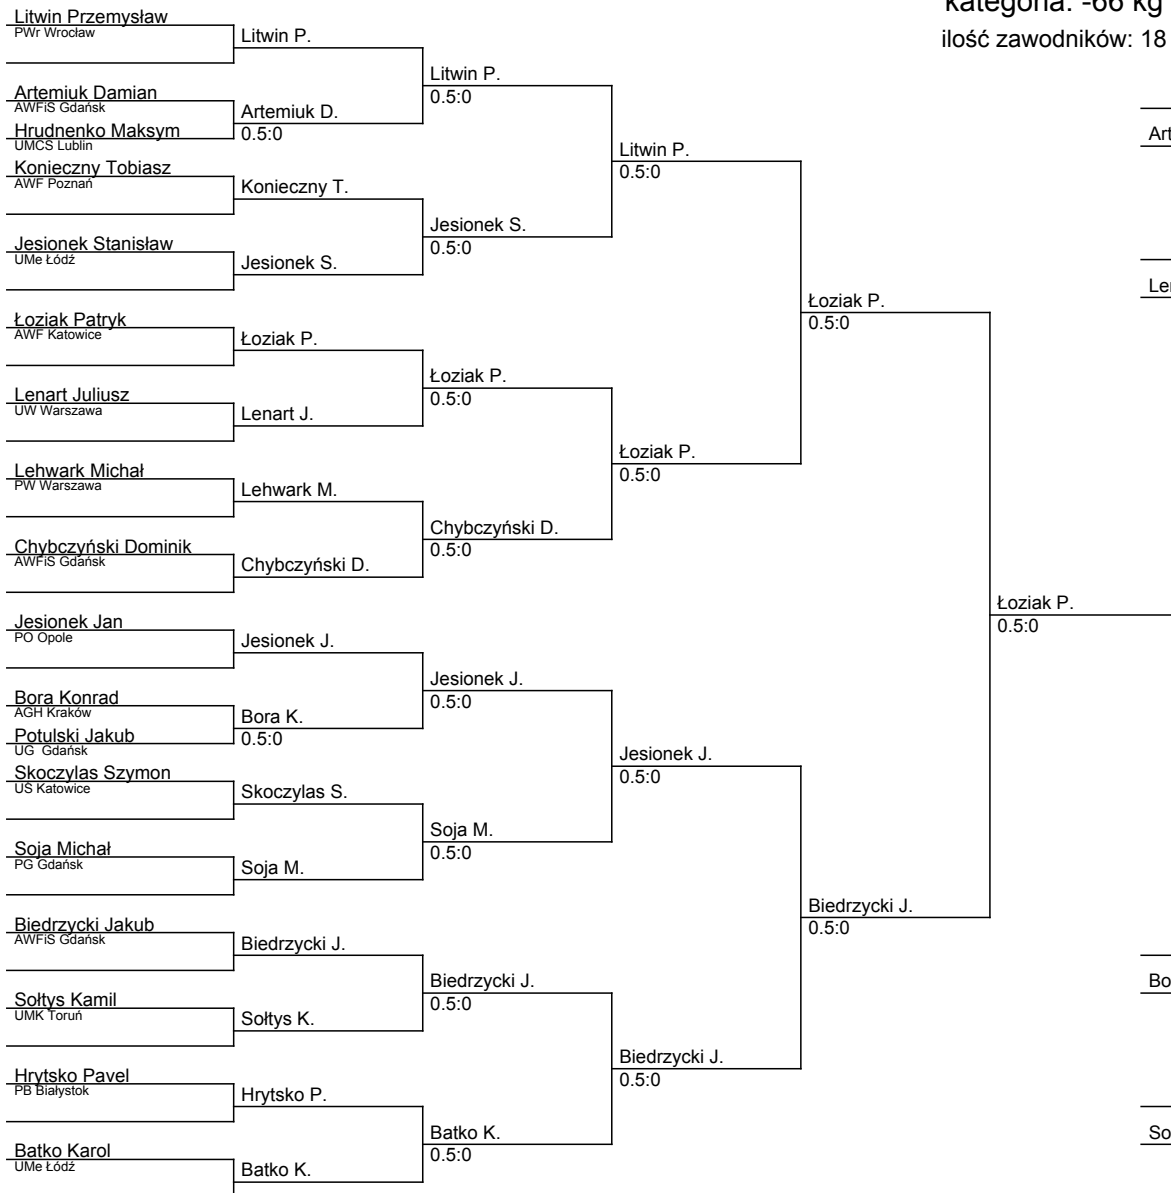 kategoria: -66 kg
ilość zawodników: 18
Litwin Przemysław
PWr Wrocław
Artemiuk Damian
AWFiS Gdańsk
Hrudnenko Maksym
UMCS Lublin
Konieczny Tobiasz
AWF Poznań
Jesionek Stanisław
UMe Łódź
Łoziak Patryk
AWF Katowice
Lenart Juliusz
UW Warszawa
Lehwark Michał
PW Warszawa
Chybczyński Dominik
AWFiS Gdańsk
Jesionek Jan
PO Opole
Bora Konrad
AGH Kraków
Potulski Jakub
UG  Gdańsk
Skoczylas Szymon
UŚ Katowice
Soja Michał
PG Gdańsk
Biedrzycki Jakub
AWFiS Gdańsk
Sołtys Kamil
UMK Toruń
Hrytsko Pavel
PB Białystok
Batko Karol
UMe Łódź
Litwin P.
Artemiuk D.
0.5:0
Konieczny T.
Jesionek S.
Łoziak P.
Lenart J.
Lehwark M.
Chybczyński D.
Jesionek J.
Bora K.
0.5:0
Skoczylas S.
Soja M.
Biedrzycki J.
Sołtys K.
Hrytsko P.
Batko K.
Litwin P.
0.5:0
Jesionek S.
0.5:0
Łoziak P.
0.5:0
Chybczyński D.
0.5:0
Jesionek J.
0.5:0
Soja M.
0.5:0
Biedrzycki J.
0.5:0
Batko K.
0.5:0
Litwin P.
0.5:0
Łoziak P.
0.5:0
Jesionek J.
0.5:0
Biedrzycki J.
0.5:0
Łoziak P.
0.5:0
Biedrzycki J.
0.5:0
Łoziak P.
0.5:0
Art
Ler
Bo
So